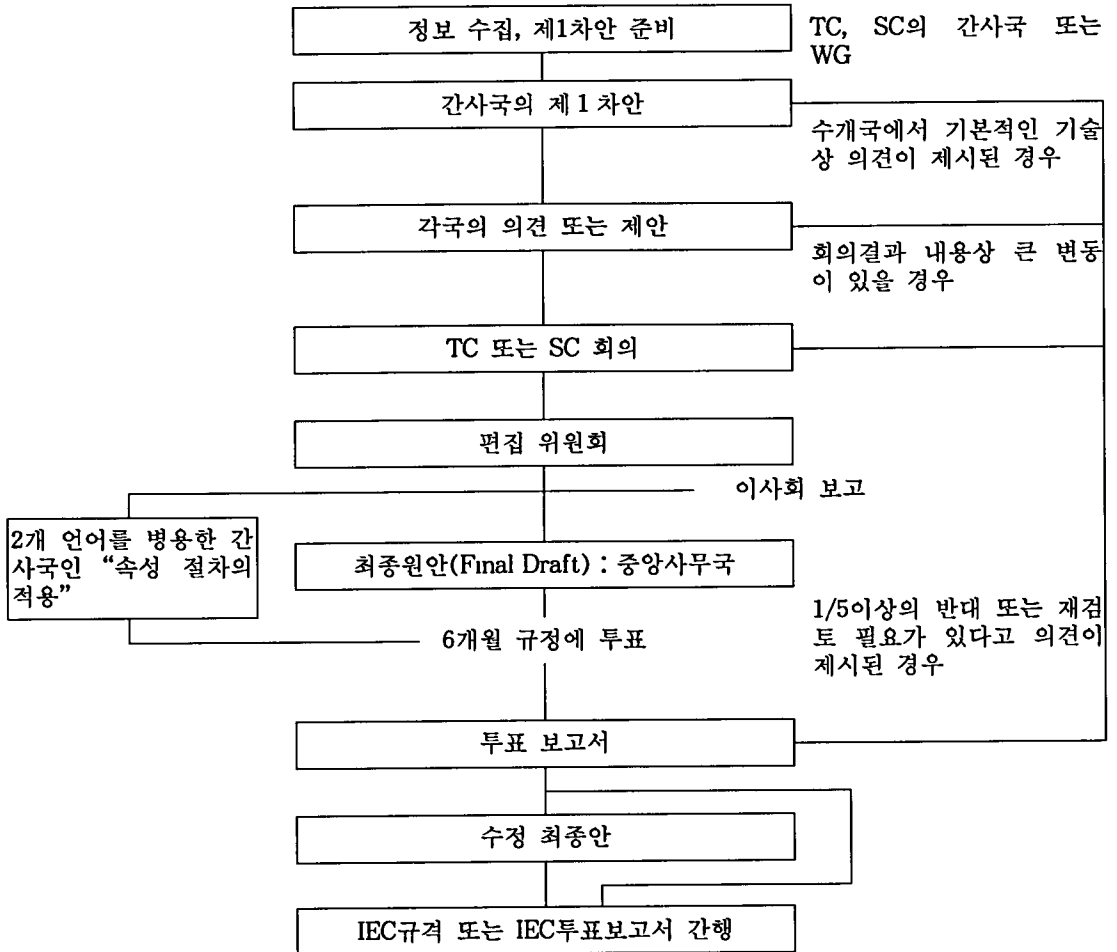 정보 수집, 제1차안 준비
TC, SC의 간사국 또는
WG
간사국의 제 1 차안
수개국에서 기본적인 기술
상 의견이 제시된 경우
각국의 의견 또는 제안
회의결과 내용상 큰 변동
이 있을 경우
TC 또는 SC 회의
편집 위원회
이사회 보고
2개 언어를 병용한 간
사국인 “속성 절차의
적용”
최종원안(Final Draft) : 중앙사무국
6개월 규정에 투표
1/5이상의 반대 또는 재검
토 필요가 있다고 의견이
제시된 경우
투표 보고서
수정 최종안
IEC규격 또는 IEC투표보고서 간행